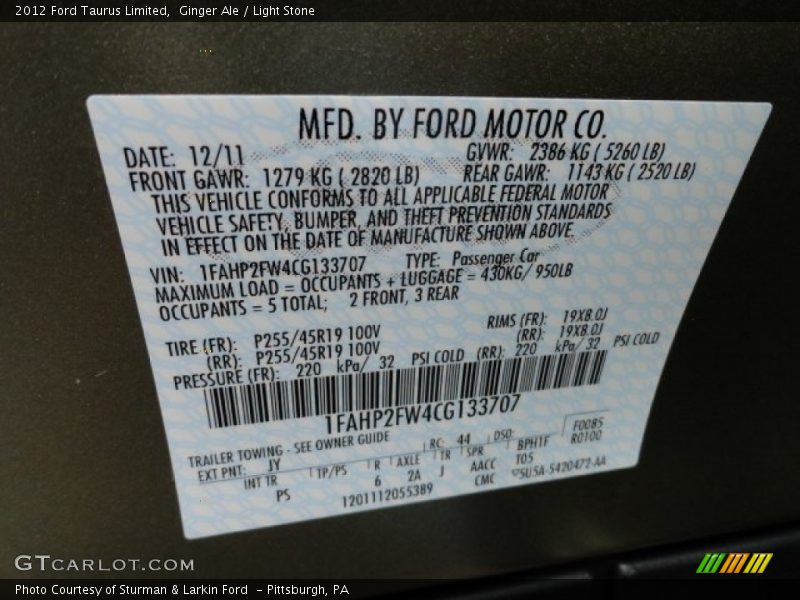 2012 Ford Taurus Limited,  Ginger Ale / Light Stone
MFD. BY FORD MOTOR CO.
DATE: 12/11 GVWR: 2386 KG ( 5260 LB)
FRONT GAWR: 1279 KG ( 2820 LB) REAR GAWR: 1143 KG ( 2520 LB)
THIS VEHICLE CONFORMS TO ALL APPLICABLE FEDERAL MOTOR
VEHICLE SAFETY, BUMPER, AND THEFT PREVENTION STANDARDS
IN EFFECT ON THE DATE OF MANUFACTURE SHOWN ABOVE.
VIN: 1FAHP2FW4CG133707 TYPE: Passenger Car
MAXIMUM LOAD = OCCUPANTS + LUGGAGE = 430KG/ 950LB
OCCUPANTS = 5 TOTAL; 2 FRONT, 3 REAR
TIRE (FR): P255/45R19 100V RIMS (FR): 19X8.0J
(RR): P255/45R19 100V (RR): 19X8.0J
PRESSURE (FR): 220 kPa/ 32 PSI COLD (RR): 220 kPa/ 32 PSI COLD
1FAHP2FW4CG133707
TRAILER TOWING - SEE OWNER GUIDE RC: 44 DSO: F0085
EXT PNT: JY BPH1F R0100
INT TR TP/PS R AXLE TR SPR T05
PS 6 2A J AACC
1201112055389 CMC 5U5A-5420472-AA
GTCARLOT.COM
Photo Courtesy of Sturman & Larkin Ford  - Pittsburgh, PA